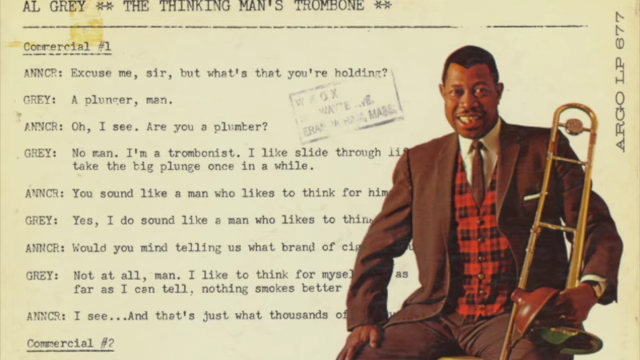 AL GREY ** THE THINKING MAN'S TROMBONE **
Commercial #1
ANNCR: Excuse me, sir, but what's that you're holding?
GREY: A plunger, man.
ANNCR: Oh, I see. Are you a plumber?
GREY: No man. I'm a trombonist. I like slide through lif
take the big plunge once in a while.
ANNCR: You sound like a man who likes to think for him
GREY: Yes, I do sound like a man who likes to thin
ANNCR: Would you mind telling us what brand of ci
GREY: Not at all, man. I like to think for mysel as
far as I can tell, nothing smokes better
ANNCR: I see...And that's just what thousands of
Commercial #2
AVE.
MASS.
ARGO LP 677